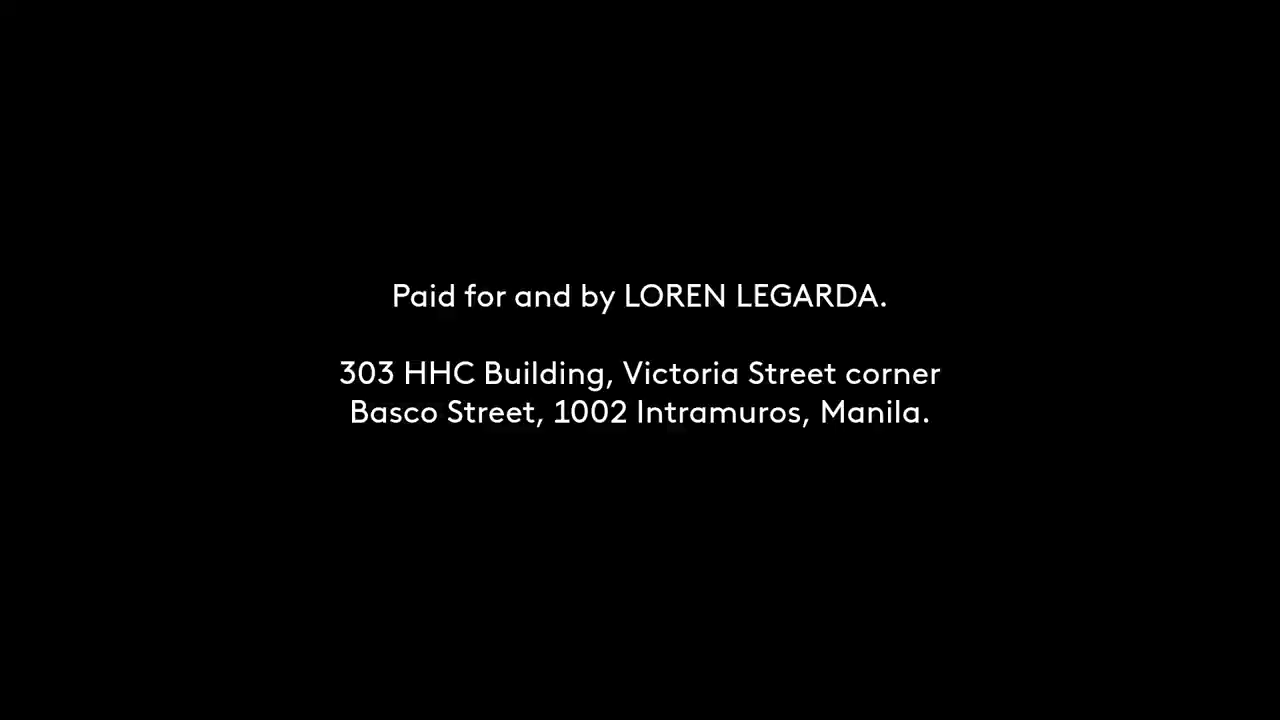 Paid for and by LOREN LEGARDA.
303 HHC Building, Victoria Street corner
Basco Street, 1002 Intramuros, Manila.